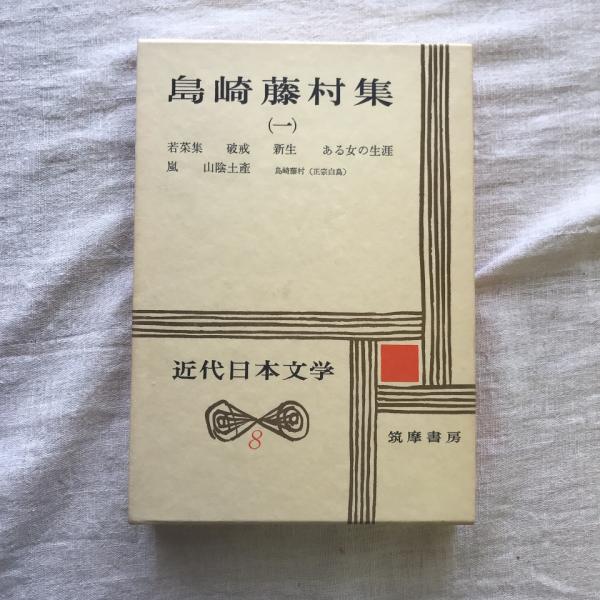 島崎藤村集
(一)
若菜集 破戒 新生 ある女の生涯
嵐 山陰土産 島崎藤村(正宗白鳥)
近代日本文学
8
筑摩書房